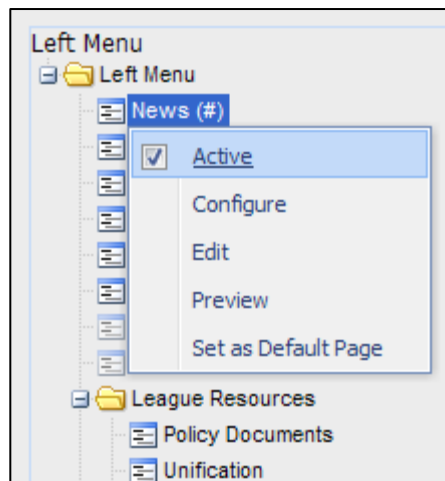 Left Menu
Left Menu
News (#)
Active
Configure
Edit
Preview
Set as Default Page
League Resources
Policy Documents
Unification